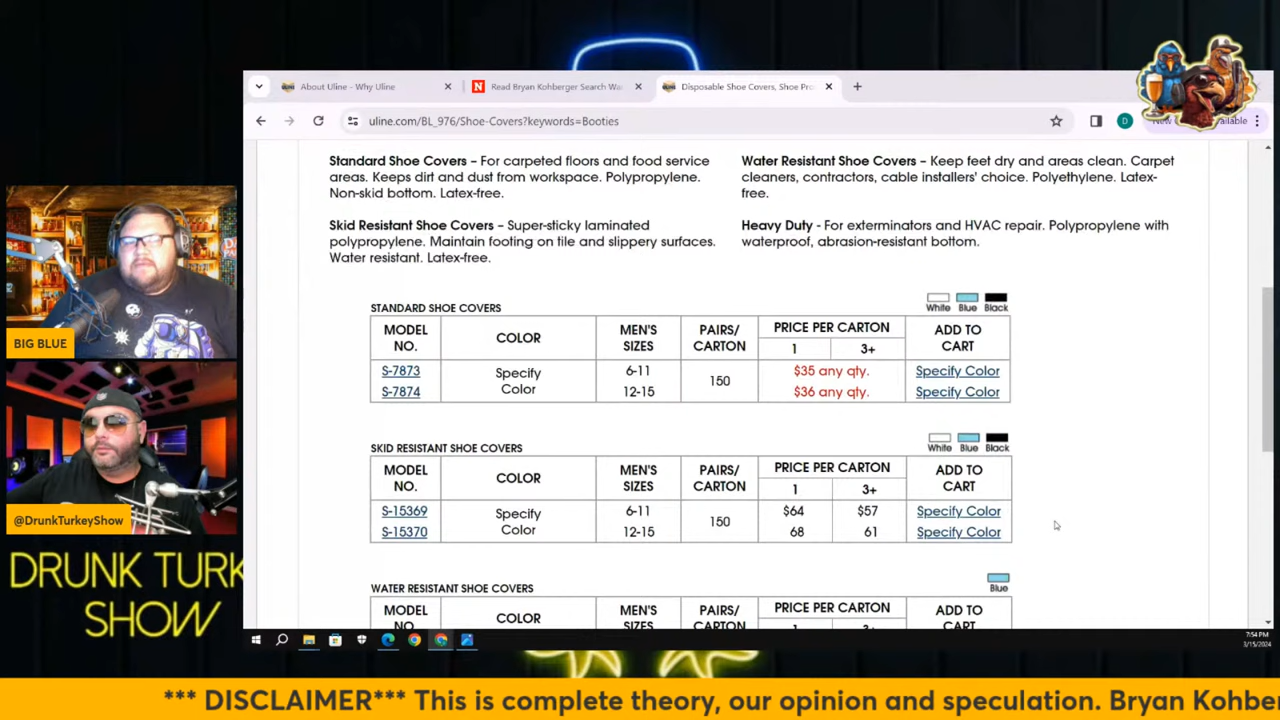 About Uline - Why Uline
Read Bryan Kohberger Search Wa
Disposable Shoe Covers, Shoe Pro
uline.com/BL_976/Shoe-Covers?keywords=Booties
D
Standard Shoe Covers – For carpeted floors and food service
areas. Keeps dirt and dust from workspace. Polypropylene.
Non-skid bottom. Latex-free.
Water Resistant Shoe Covers – Keep feet dry and areas clean. Carpet
cleaners, contractors, cable installers' choice. Polyethylene. Latex-
free.
Skid Resistant Shoe Covers – Super-sticky laminated
polypropylene. Maintain footing on tile and slippery surfaces.
Water resistant. Latex-free.
Heavy Duty - For exterminators and HVAC repair. Polypropylene with
waterproof, abrasion-resistant bottom.
STANDARD SHOE COVERS
White Blue Black
MODEL NO. COLOR MEN'S SIZES PAIRS/ CARTON PRICE PER CARTON ADD TO CART
1 3+
S-7873 Specify Color 6-11 150 $35 any qty. Specify Color
S-7874 12-15 $36 any qty. Specify Color
SKID RESISTANT SHOE COVERS
White Blue Black
MODEL NO. COLOR MEN'S SIZES PAIRS/ CARTON PRICE PER CARTON ADD TO CART
1 3+
S-15369 Specify Color 6-11 150 $64 $57 Specify Color
S-15370 12-15 68 61 Specify Color
WATER RESISTANT SHOE COVERS
Blue
MODEL NO. COLOR MEN'S SIZES PAIRS/ CARTON PRICE PER CARTON ADD TO CART
7:54 PM
3/15/2024
BIG BLUE
@DrunkTurkeyShow
DRUNK TURK
SHOW
*** DISCLAIMER*** This is complete theory, our opinion and speculation. Bryan Kohbe